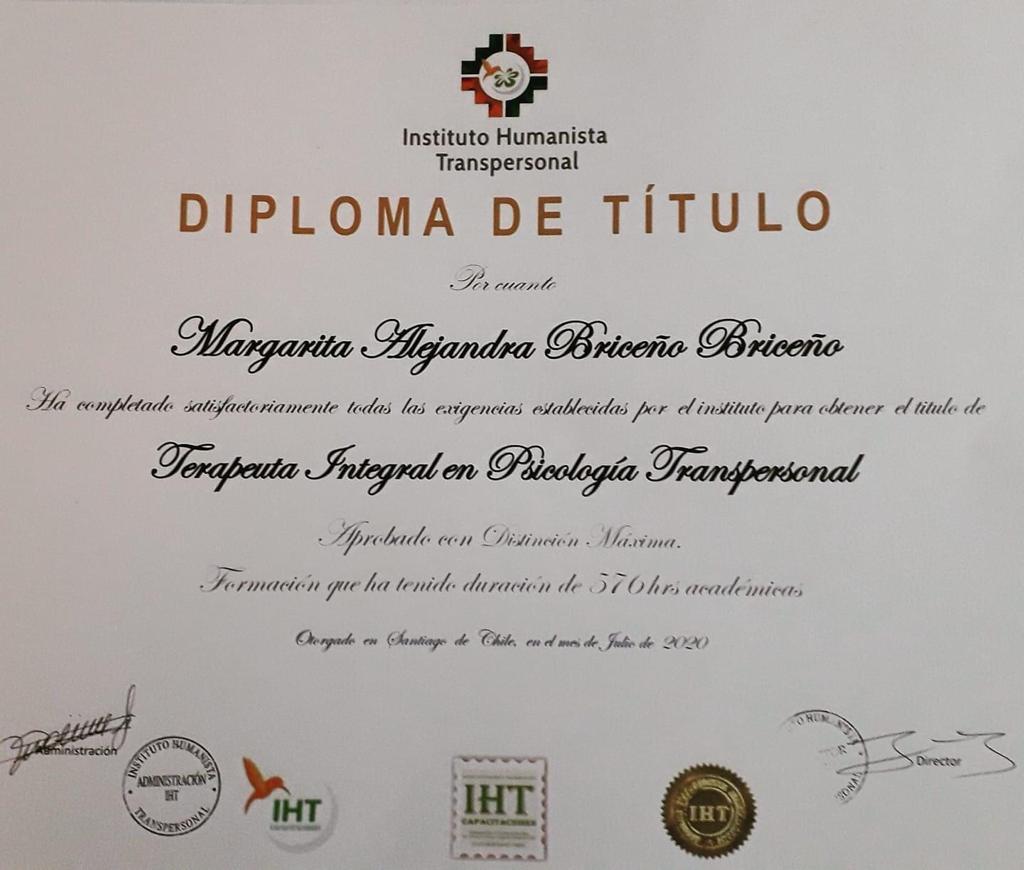 Instituto Humanista
Transpersonal
DIPLOMA DE TÍTULO
Por cuanto
Margarita Alejandra Briceño Briceño
Ha completado satisfactoriamente todas las exigencias establecidas por el instituto para obtener el titulo de
Terapeuta Integral en Psicología Transpersonal
Aprobado con Distinción Máxima.
Formación que ha tenido duración de 576 hrs académicas
Otorgado en Santiago de Chile, en el mes de Julio de 2020
Administración
INSTITUTO HUMANISTA
ADMINISTRACIÓN
IHT
TRANSPERSONAL
IHT
IHT
CAPACITACIONES
IHT
Director